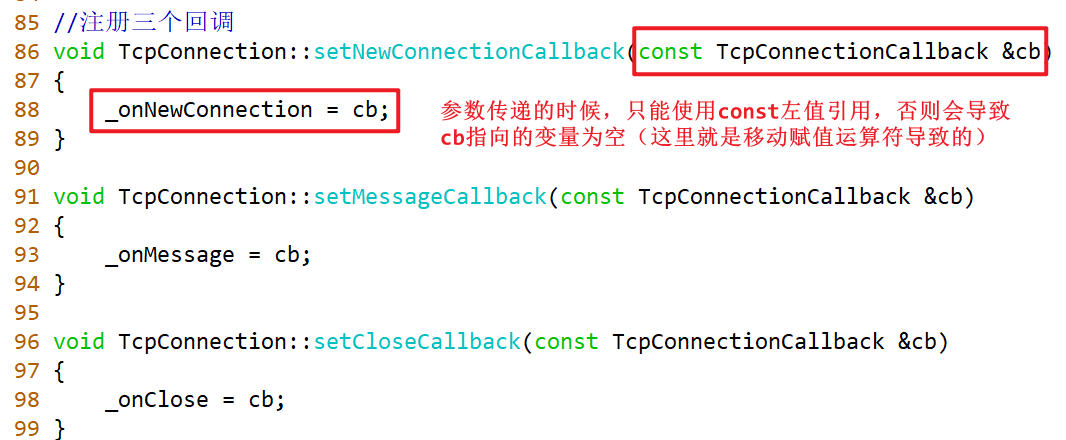 85 //注册三个回调
86 void TcpConnection::setNewConnectionCallback(const TcpConnectionCallback &cb)
87 {
88     _onNewConnection = cb; 参数传递的时候，只能使用const左值引用，否则会导致
89 } cb指向的变量为空（这里就是移动赋值运算符导致的）
90
91 void TcpConnection::setMessageCallback(const TcpConnectionCallback &cb)
92 {
93     _onMessage = cb;
94 }
95
96 void TcpConnection::setCloseCallback(const TcpConnectionCallback &cb)
97 {
98     _onClose = cb;
99 }